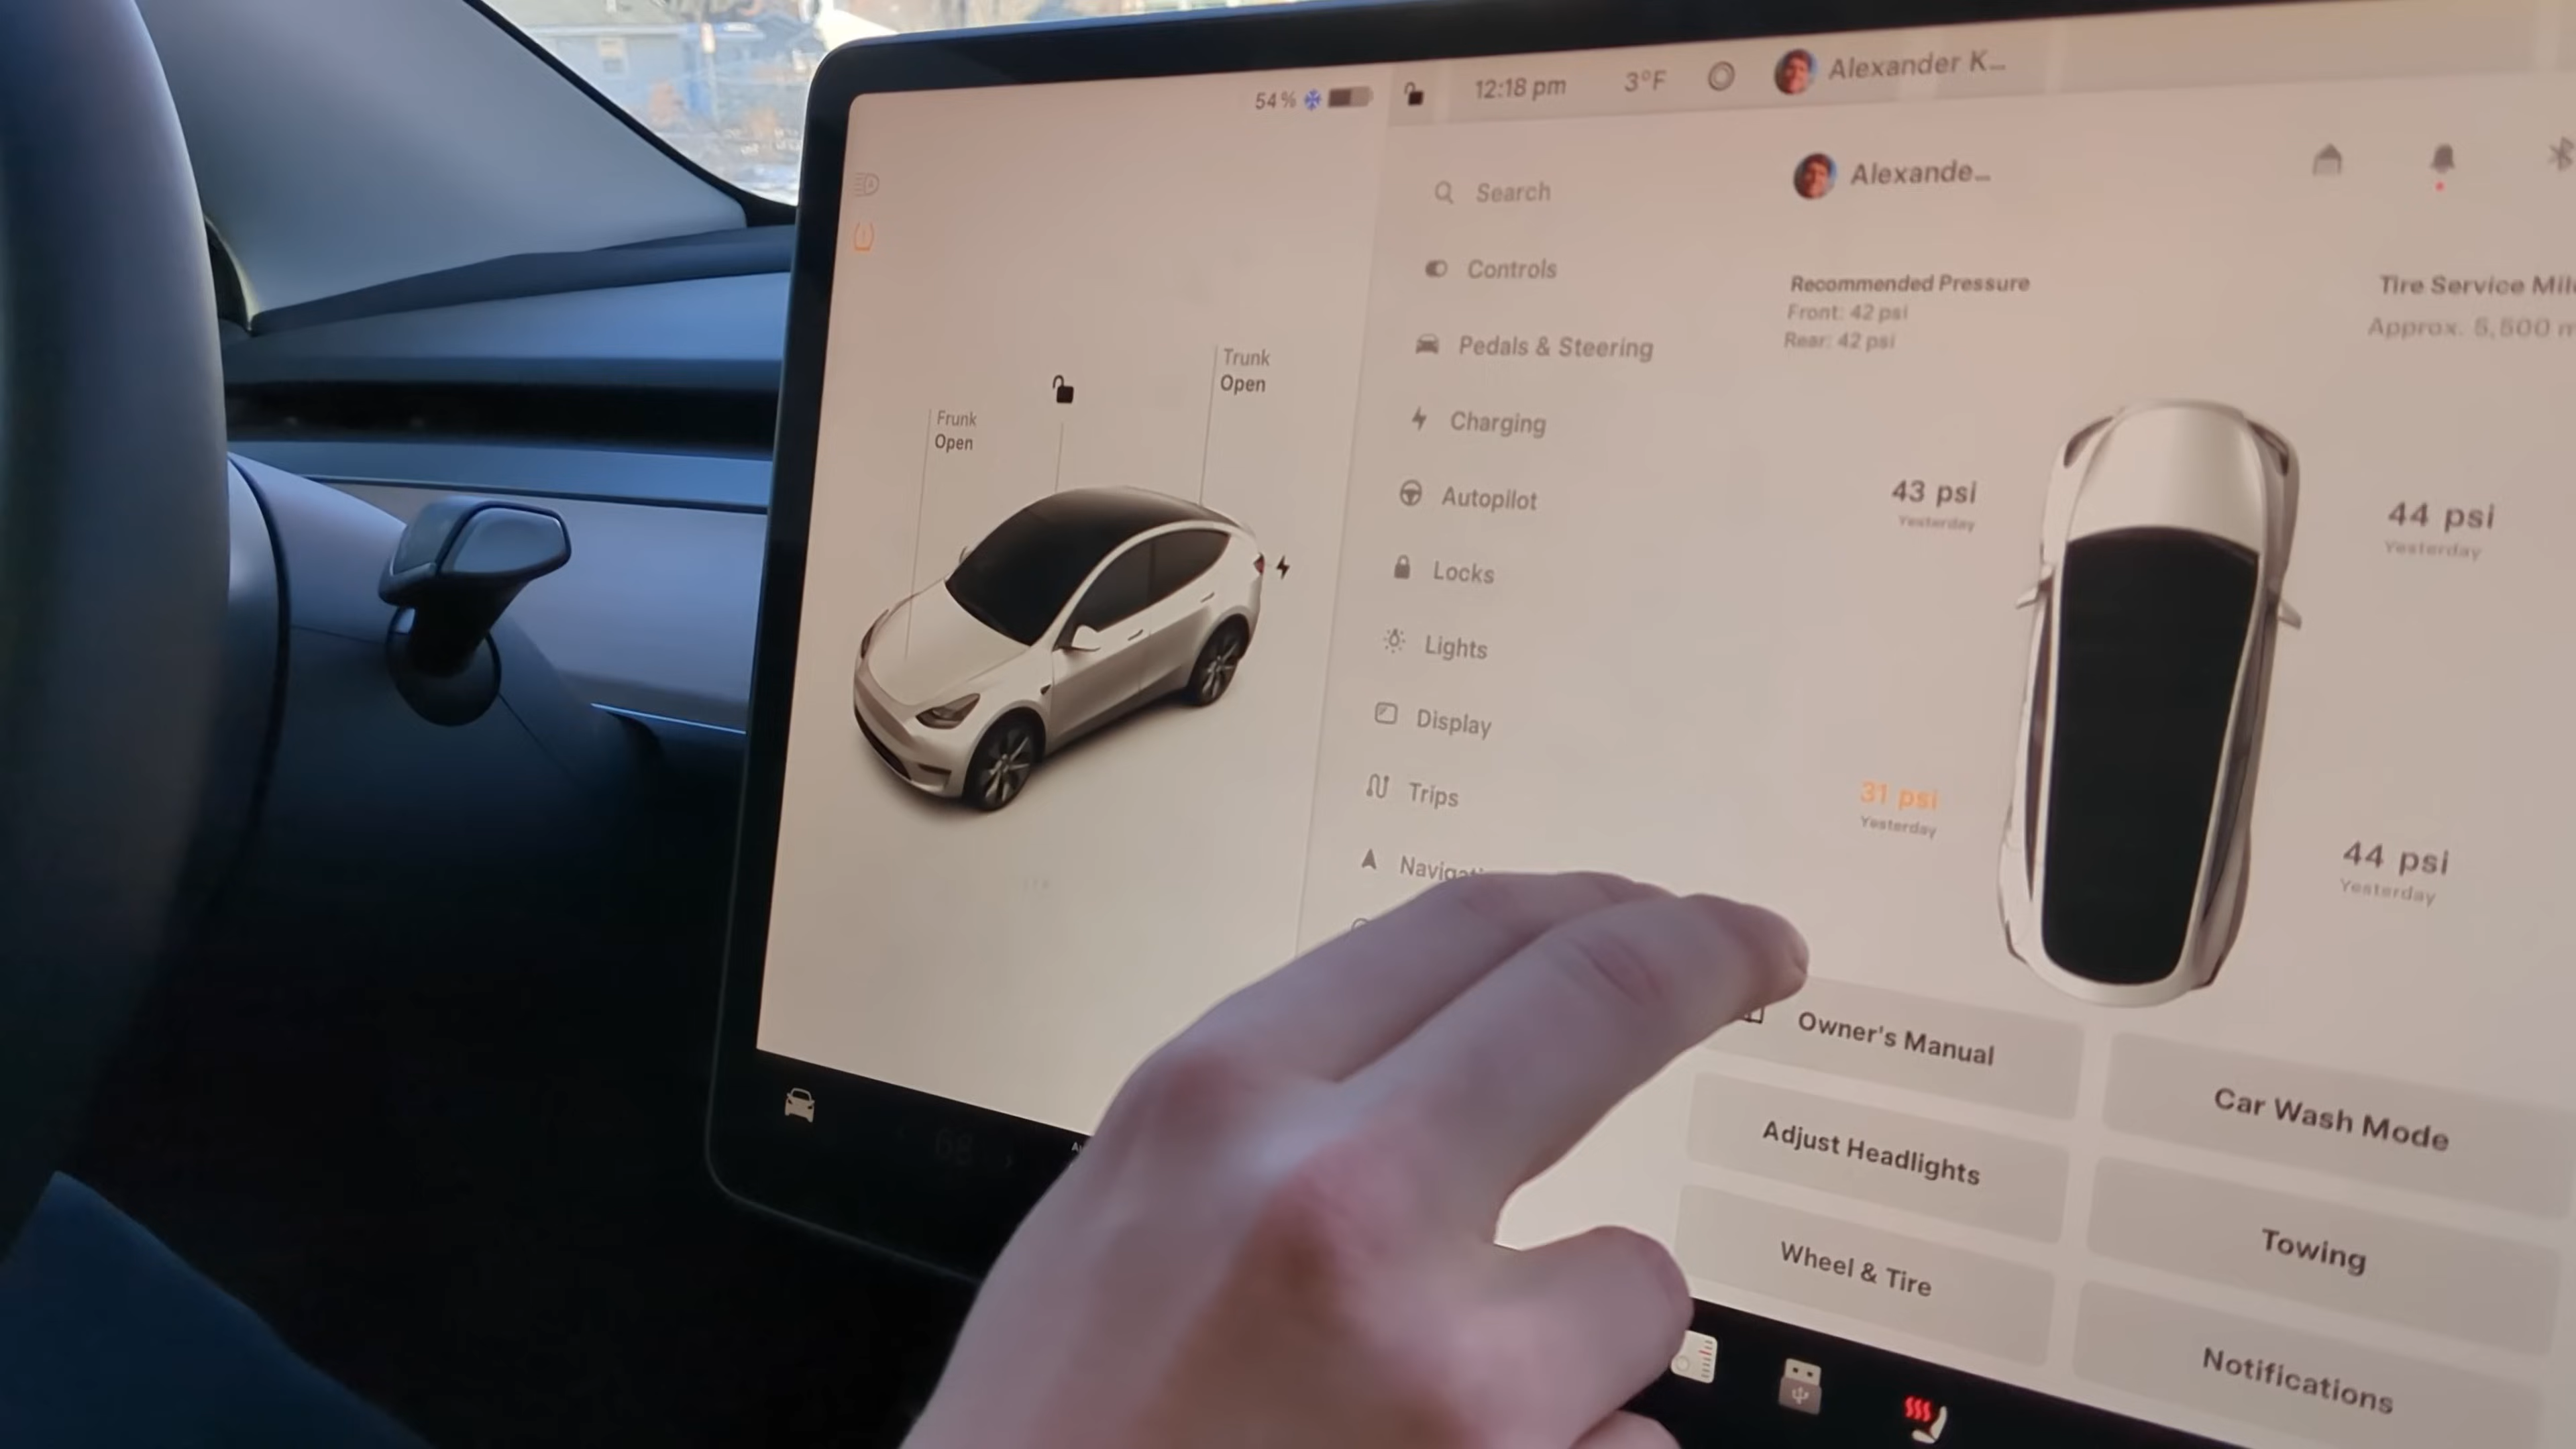 54%
12:18 pm
3°F
Alexander K...
Search
Controls
Pedals & Steering
Charging
Autopilot
Locks
Lights
Display
Trips
Trunk
Open
Frunk
Open
Alexande...
Recommended Pressure
Front: 42 psi
Rear: 42 psi
Tire Service
Approx. 5,500
43 psi
Yesterday
44 psi
Yesterday
31 psi
Yesterday
44 psi
Yesterday
Owner's Manual
Car Wash Mode
Adjust Headlights
Towing
Wheel & Tire
Notifications
68